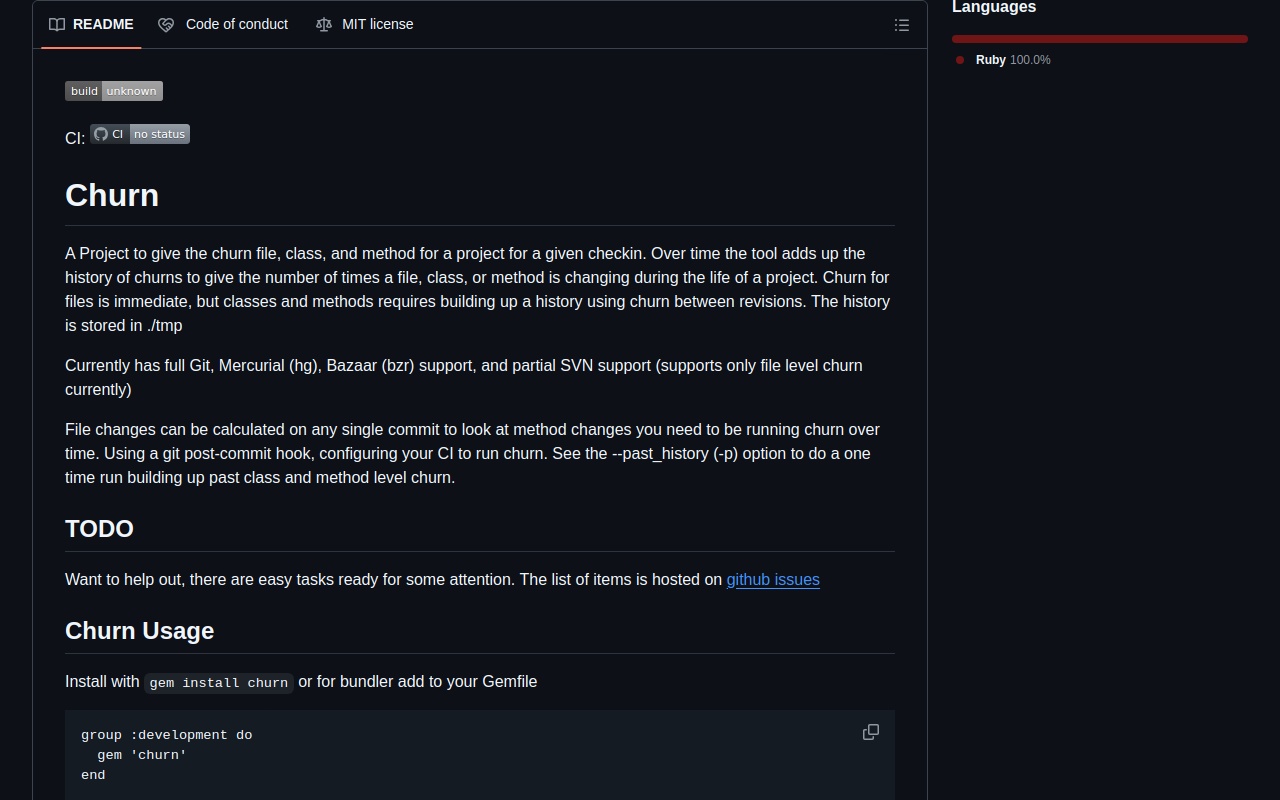 README
Code of conduct
MIT license
Languages
Ruby 100.0%
build unknown
CI: CI no status
Churn
A Project to give the churn file, class, and method for a project for a given checkin. Over time the tool adds up the
history of churns to give the number of times a file, class, or method is changing during the life of a project. Churn for
files is immediate, but classes and methods requires building up a history using churn between revisions. The history
is stored in ./tmp
Currently has full Git, Mercurial (hg), Bazaar (bzr) support, and partial SVN support (supports only file level churn
currently)
File changes can be calculated on any single commit to look at method changes you need to be running churn over
time. Using a git post-commit hook, configuring your CI to run churn. See the --past_history (-p) option to do a one
time run building up past class and method level churn.
TODO
Want to help out, there are easy tasks ready for some attention. The list of items is hosted on github issues
Churn Usage
Install with gem install churn or for bundler add to your Gemfile
group :development do
  gem 'churn'
end